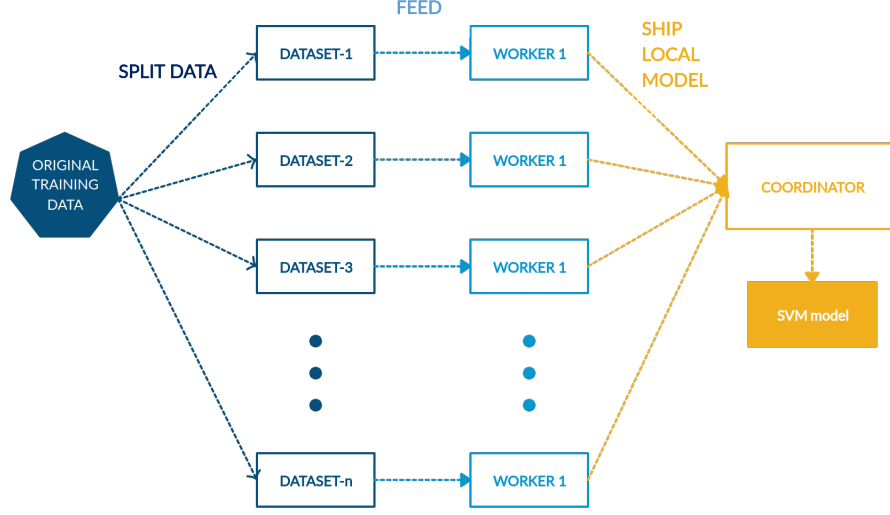 FEED
SPLIT DATA
SHIP
LOCAL
MODEL
ORIGINAL
TRAINING
DATA
DATASET-1
WORKER 1
DATASET-2
WORKER 1
COORDINATOR
DATASET-3
WORKER 1
SVM model
DATASET-n
WORKER 1